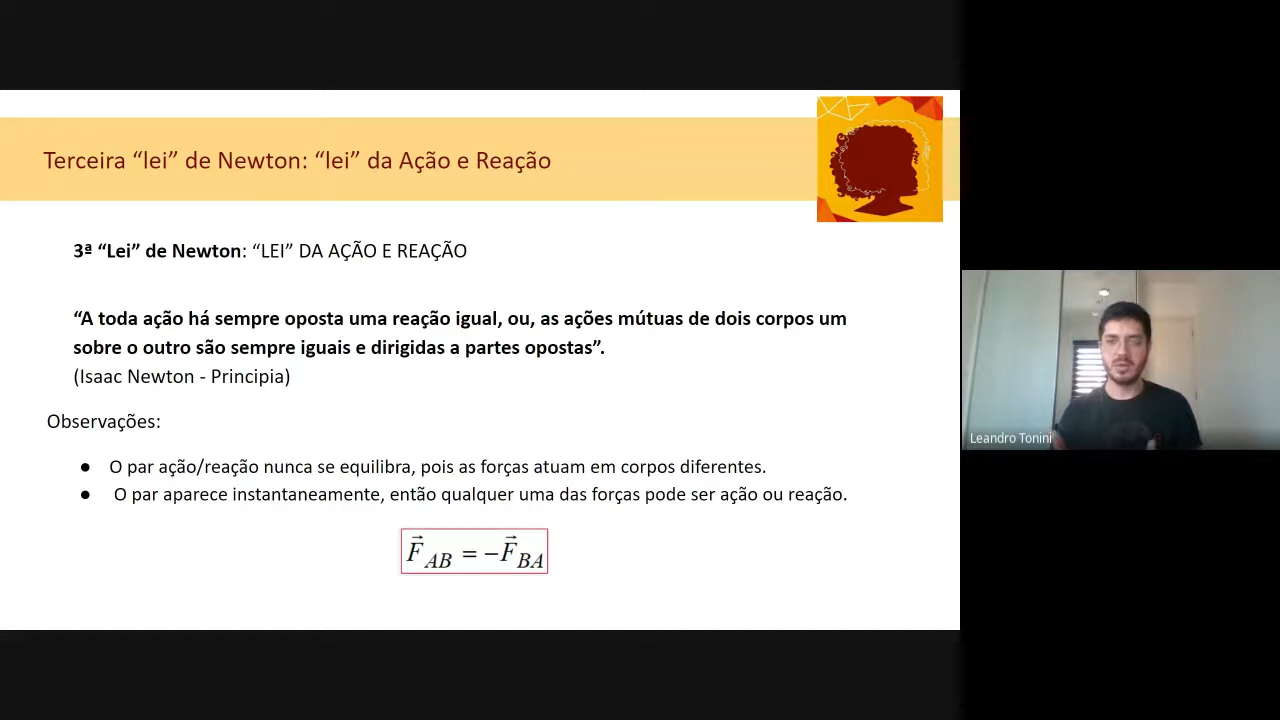 Terceira “lei” de Newton: “lei” da Ação e Reação
3ª “Lei” de Newton: “LEI” DA AÇÃO E REAÇÃO
“A toda ação há sempre oposta uma reação igual, ou, as ações mútuas de dois corpos um
sobre o outro são sempre iguais e dirigidas a partes opostas”.
(Isaac Newton - Principia)
Observações:
● O par ação/reação nunca se equilibra, pois as forças atuam em corpos diferentes.
● O par aparece instantaneamente, então qualquer uma das forças pode ser ação ou reação.
F⃗ AB = −F⃗ BA
Leandro Tonini